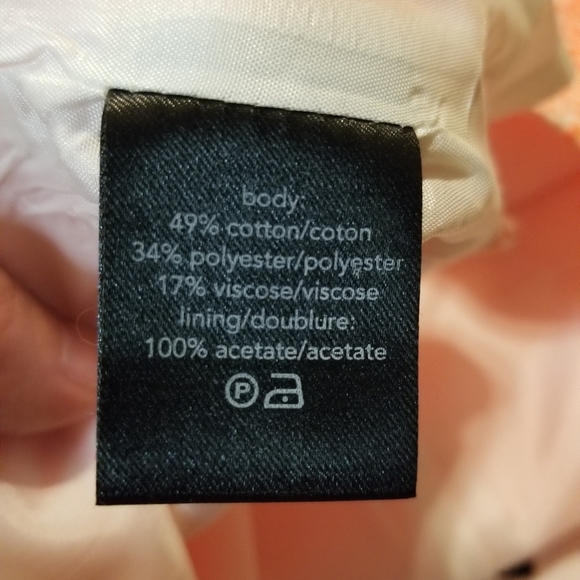 body:
49% cotton/coton
34% polyester/polyester
17% viscose/viscose
lining/doublure:
100% acetate/acetate
P